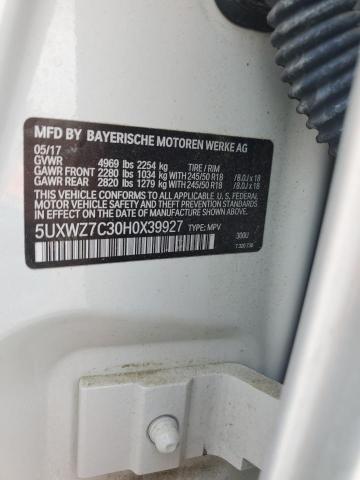 MFD BY BAYERISCHE MOTOREN WERKE AG
05/17
GVWR 4969 lbs 2254 kg TIRE / RIM
GAWR FRONT 2280 lbs 1034 kg WITH 245/50 R18 / 8.0J x 18
GAWR REAR 2820 lbs 1279 kg WITH 245/50 R18 / 8.0J x 18
THIS VEHICLE CONFORMS TO ALL APPLICABLE U. S. FEDERAL
MOTOR VEHICLE SAFETY AND THEFT PREVENTION STANDARDS
IN EFFECT ON THE DATE OF MANUFACTURE SHOWN ABOVE.
5UXWZ7C30H0X39927 TYPE: MPV 300U